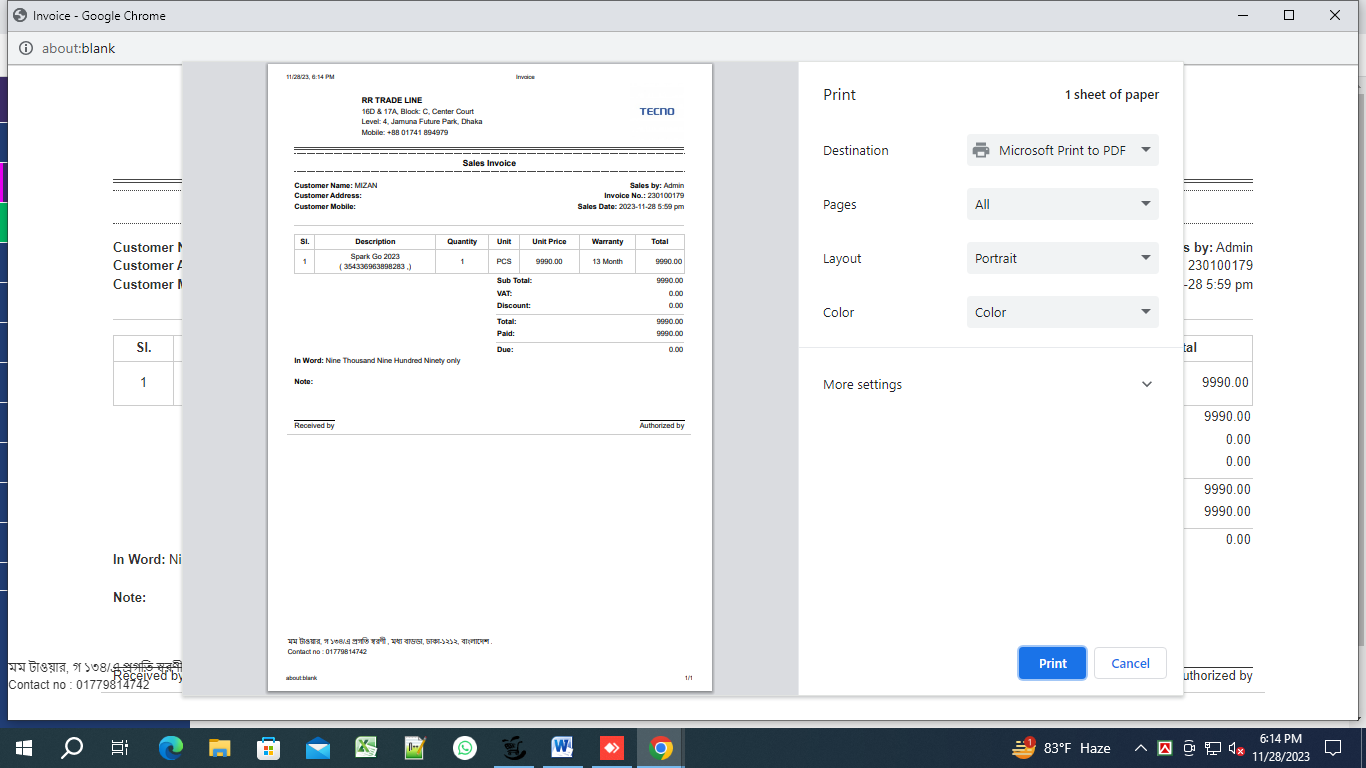 Invoice - Google Chrome
about:blank
11/28/23, 6:14 PM Invoice
RR TRADE LINE
16D & 17A, Block: C, Center Court
Level: 4, Jamuna Future Park, Dhaka
Mobile: +88 01741 894979
TECNO
Sales Invoice
Customer Name: MIZAN Sales by: Admin
Customer Address: Invoice No.: 230100179
Customer Mobile: Sales Date: 2023-11-28 5:59 pm
Sl. Description Quantity Unit Unit Price Warranty Total
1 Spark Go 2023 1 PCS 9990.00 13 Month 9990.00
( 354336963898283 ,)
Sub Total: 9990.00
VAT: 0.00
Discount: 0.00
Total: 9990.00
Paid: 9990.00
Due: 0.00
In Word: Nine Thousand Nine Hundred Ninety only
Note:
Received by Authorized by
মম টাওয়ার, গ ১৩৪/এ প্রগতি স্বরণী , মধ্য বাড্ডা, ঢাকা-১২১২, বাংলাদেশ .
Contact no : 01779814742
about:blank 1/1
Print 1 sheet of paper
Destination Microsoft Print to PDF
Pages All
Layout Portrait
Color Color
More settings
Print Cancel
Customer N s by: Admin
Customer A 230100179
Customer M -28 5:59 pm
Sl. tal
1 9990.00
9990.00
0.00
0.00
9990.00
9990.00
0.00
In Word: Ni
Note:
মম টাওয়ার, গ ১৩৪/এ প্রগতি স্বরণী
Received by uthorized by
Contact no : 01779814742
83°F Haze
6:14 PM
11/28/2023